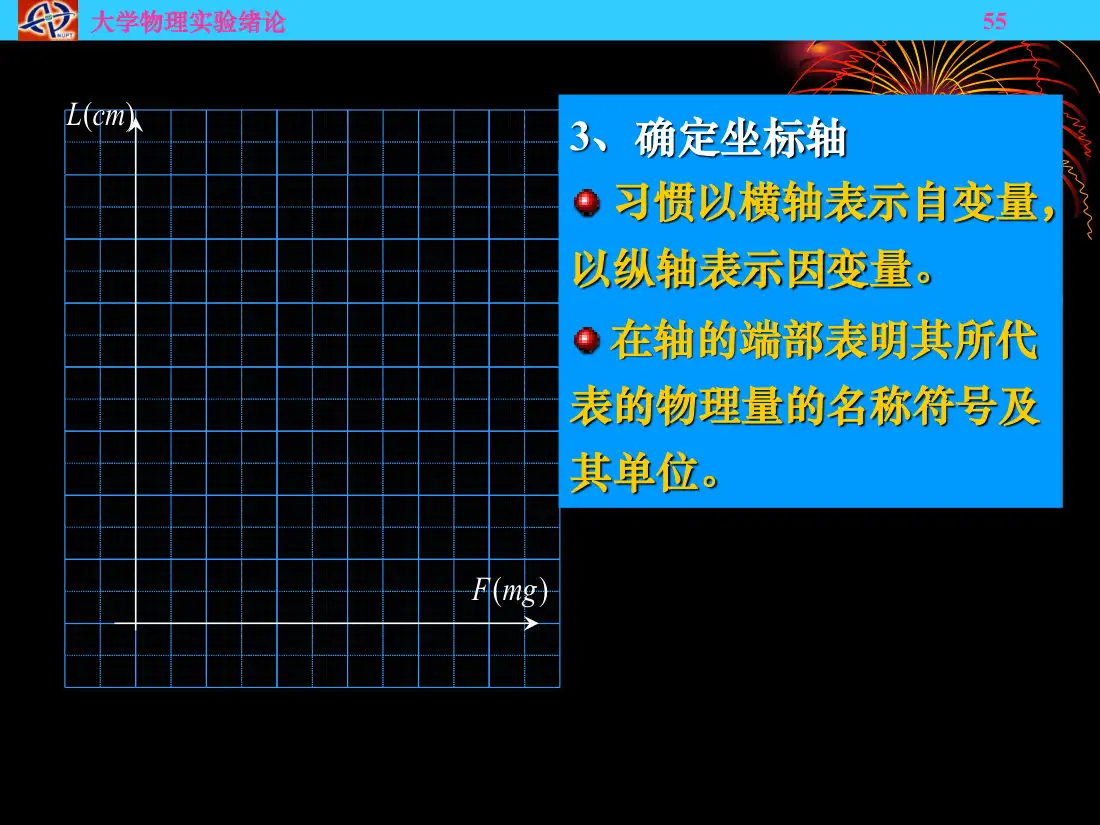 大学物理实验绪论
55
NUPT
L(cm)
3、确定坐标轴
习惯以横轴表示自变量，
以纵轴表示因变量。
在轴的端部表明其所代
表的物理量的名称符号及
其单位。
F(mg)